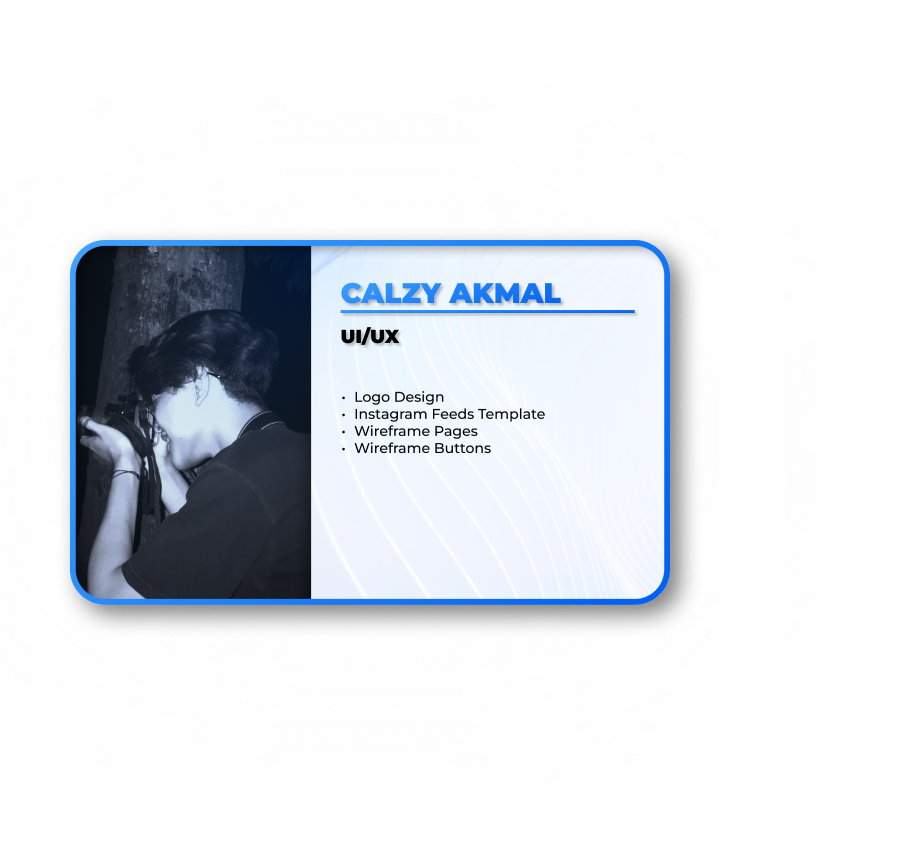 CALZY AKMAL
UI/UX
• Logo Design
• Instagram Feeds Template
• Wireframe Pages
• Wireframe Buttons